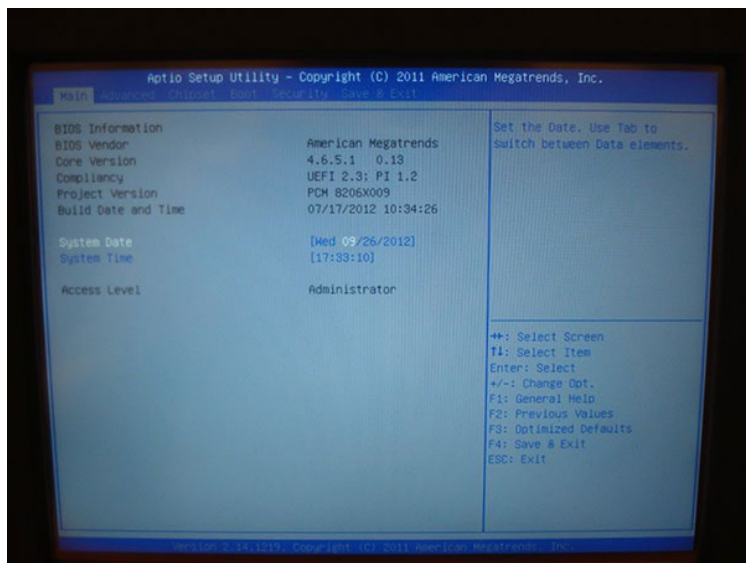 Aptio Setup Utility – Copyright (C) 2011 American Megatrends, Inc.
Main Advanced Chipset Boot Security Save & Exit
BIOS Information
BIOS Vendor American Megatrends
Core Version 4.6.5.1 0.13
Compliancy UEFI 2.3; PI 1.2
Project Version PCM 8206X009
Build Date and Time 07/17/2012 10:34:26
System Date [Wed 09/26/2012]
System Time [17:33:10]
Access Level Administrator
Set the Date. Use Tab to
switch between Data elements.
→←: Select Screen
↑↓: Select Item
Enter: Select
+/-: Change Opt.
F1: General Help
F2: Previous Values
F3: Optimized Defaults
F4: Save & Exit
ESC: Exit
Version 2.14.1219. Copyright (C) 2011 American Megatrends, Inc.